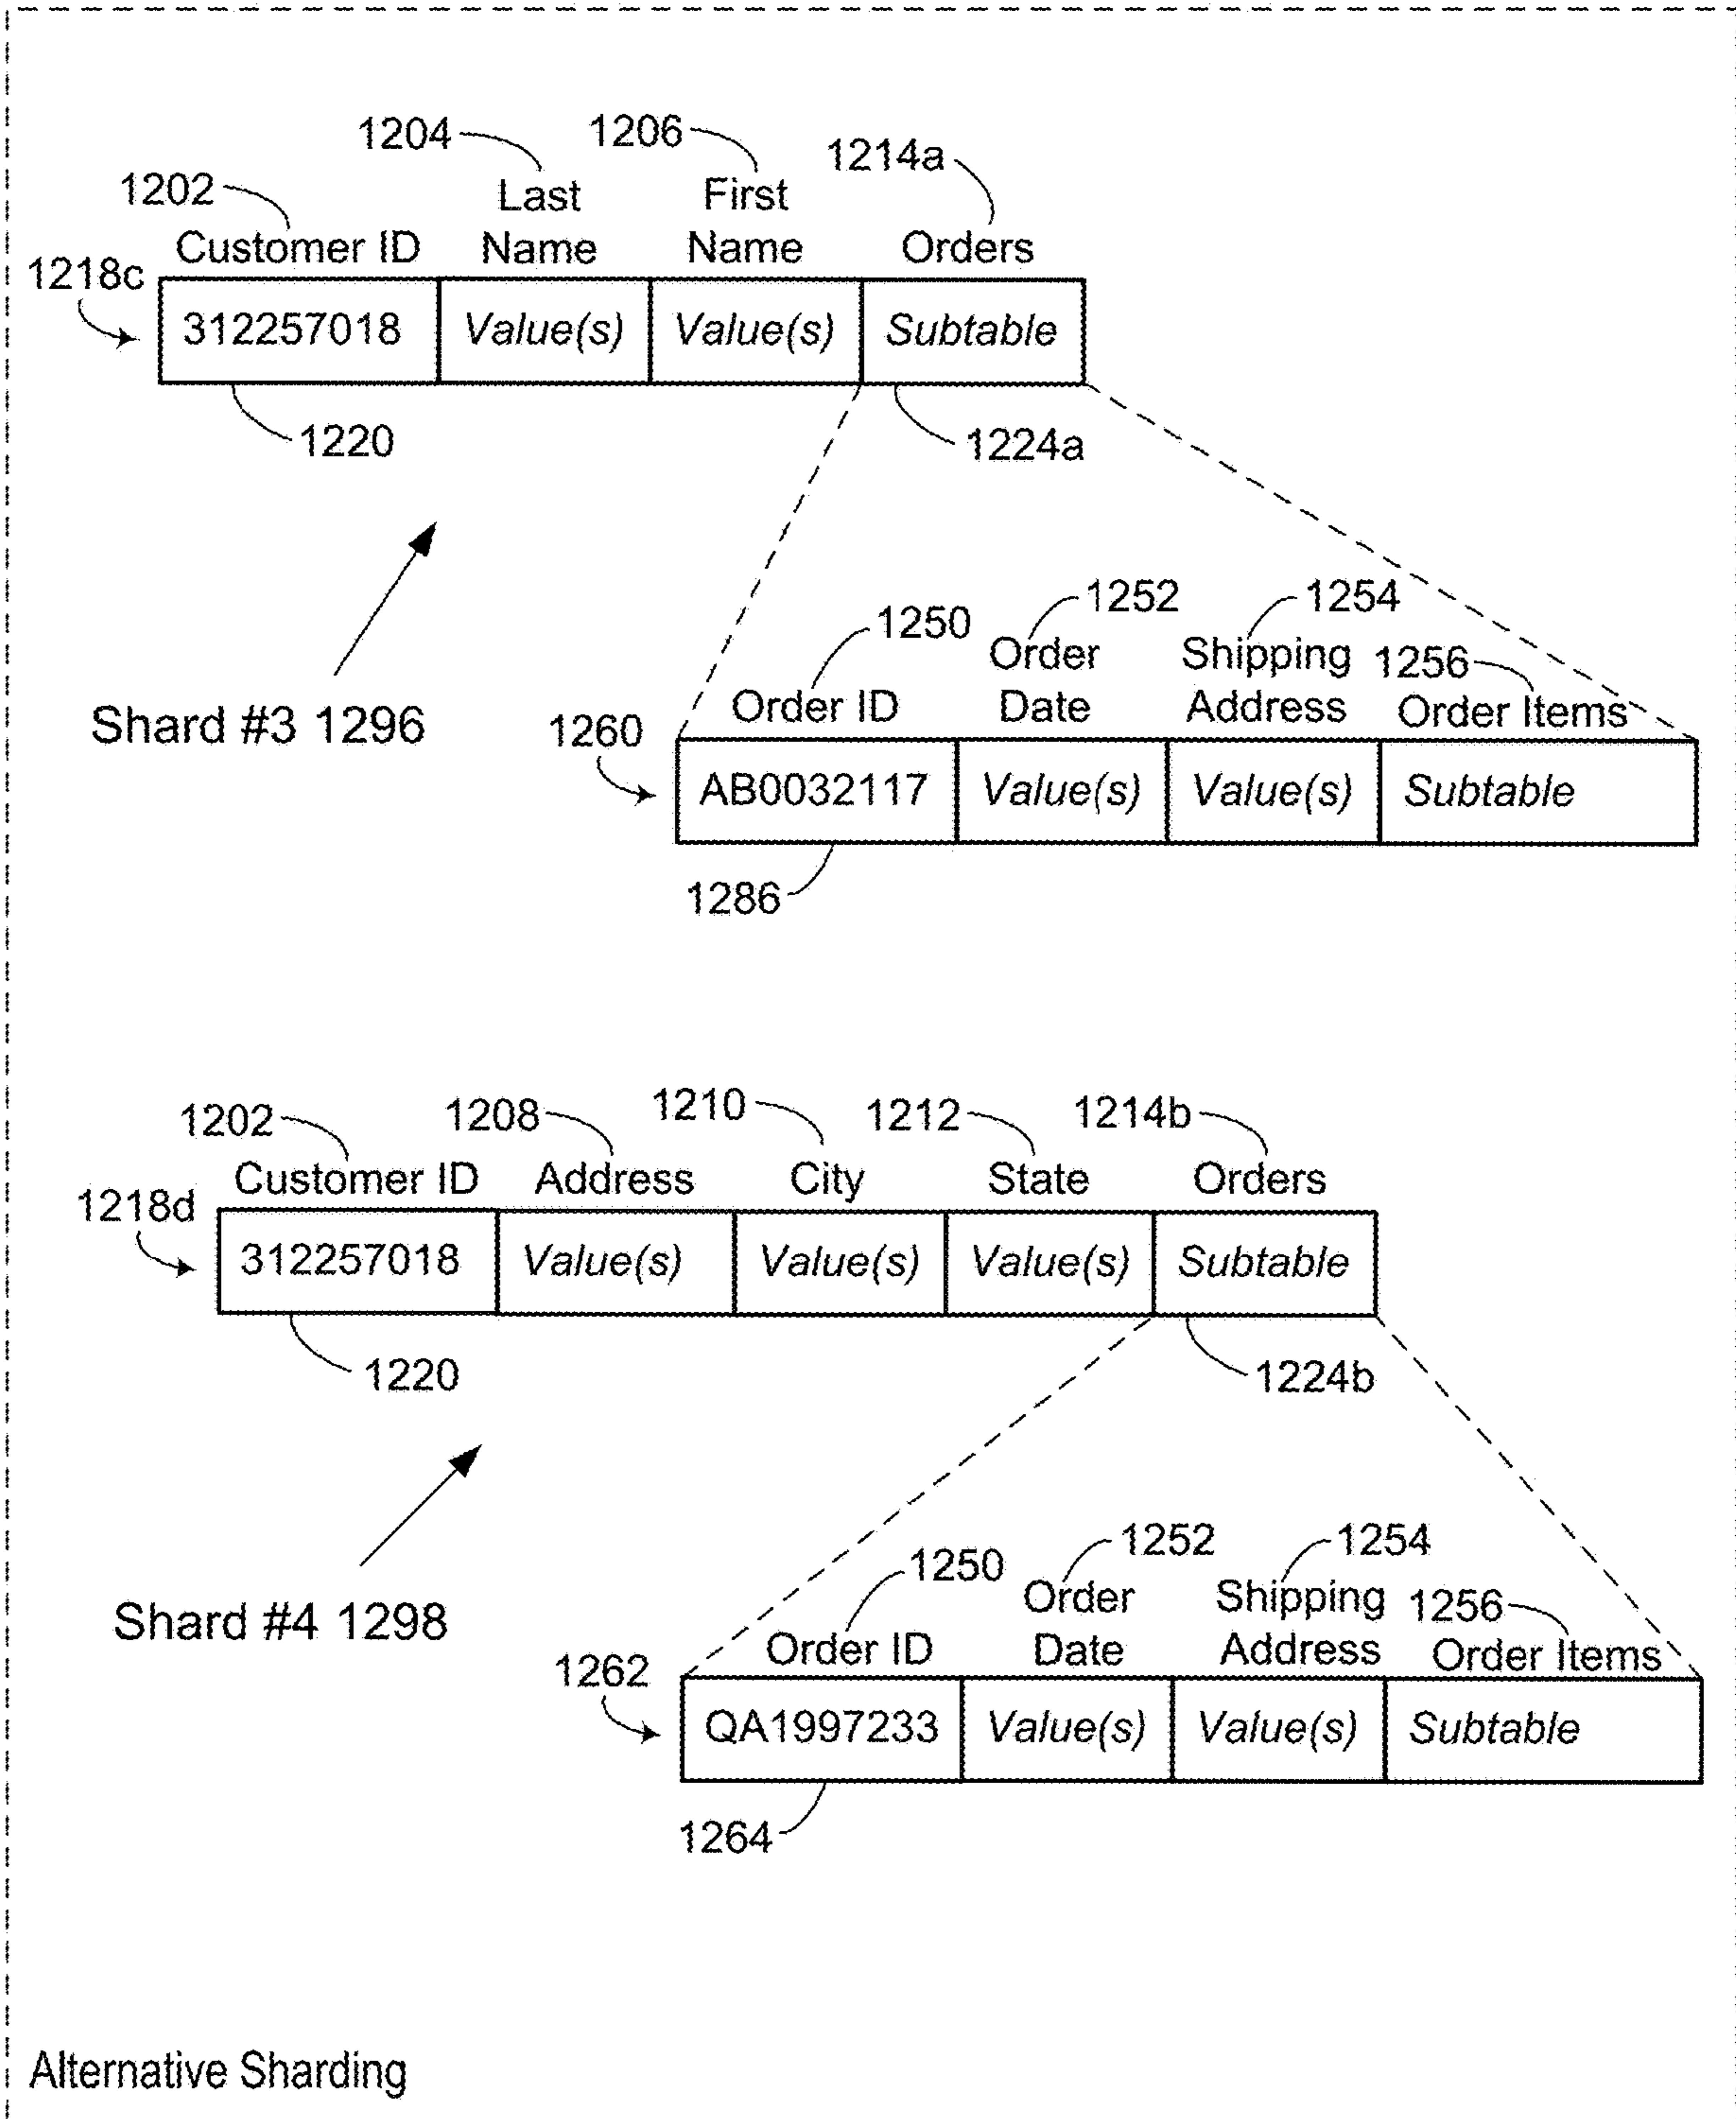 1204
1206
1214a
1202
Last
First
Customer ID
Name
Name
Orders
1218c
312257018
Value(s)
Value(s)
Subtable
1220
1224a
1252
1254
1250
Order
Shipping
1256
Order ID
Date
Address
Order Items
Shard #3 1296
1260
AB0032117
Value(s)
Value(s)
Subtable
1286
1202
1208
1210
1212
1214b
Customer ID
Address
City
State
Orders
1218d
312257018
Value(s)
Value(s)
Value(s)
Subtable
1220
1224b
1252
1254
1250
Order
Shipping
1256
Shard #4 1298
Order ID
Date
Address
Order Items
1262
QA1997233
Value(s)
Value(s)
Subtable
1264
Alternative Sharding